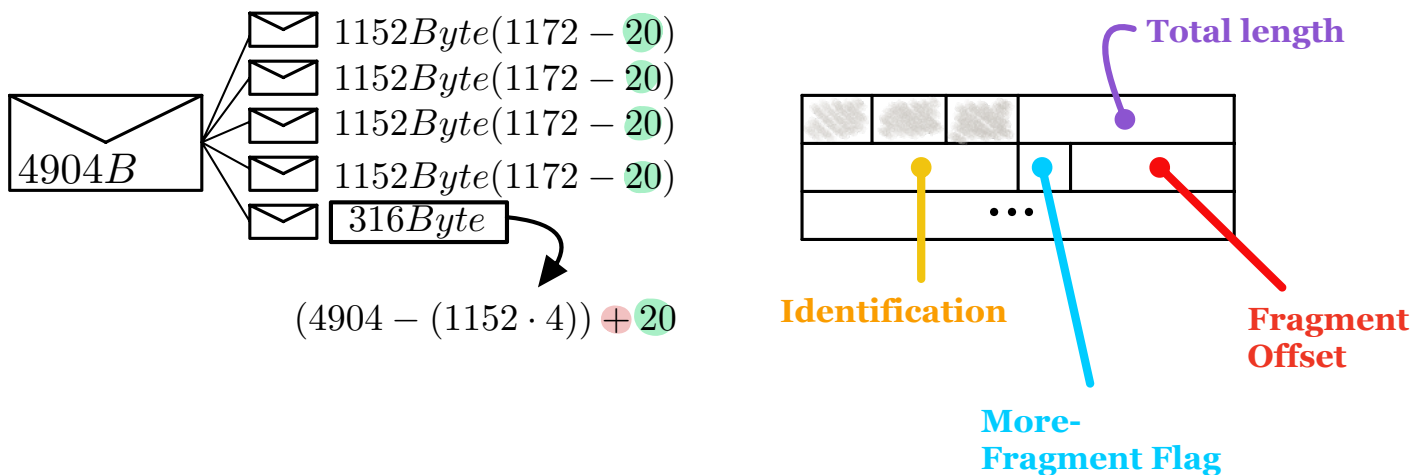 1152Byte(1172 − 20)
1152Byte(1172 − 20)
1152Byte(1172 − 20)
1152Byte(1172 − 20)
4904B
316Byte
(4904 − (1152 · 4)) + 20
Total length
•••
Identification
Fragment
Offset
More-
Fragment Flag